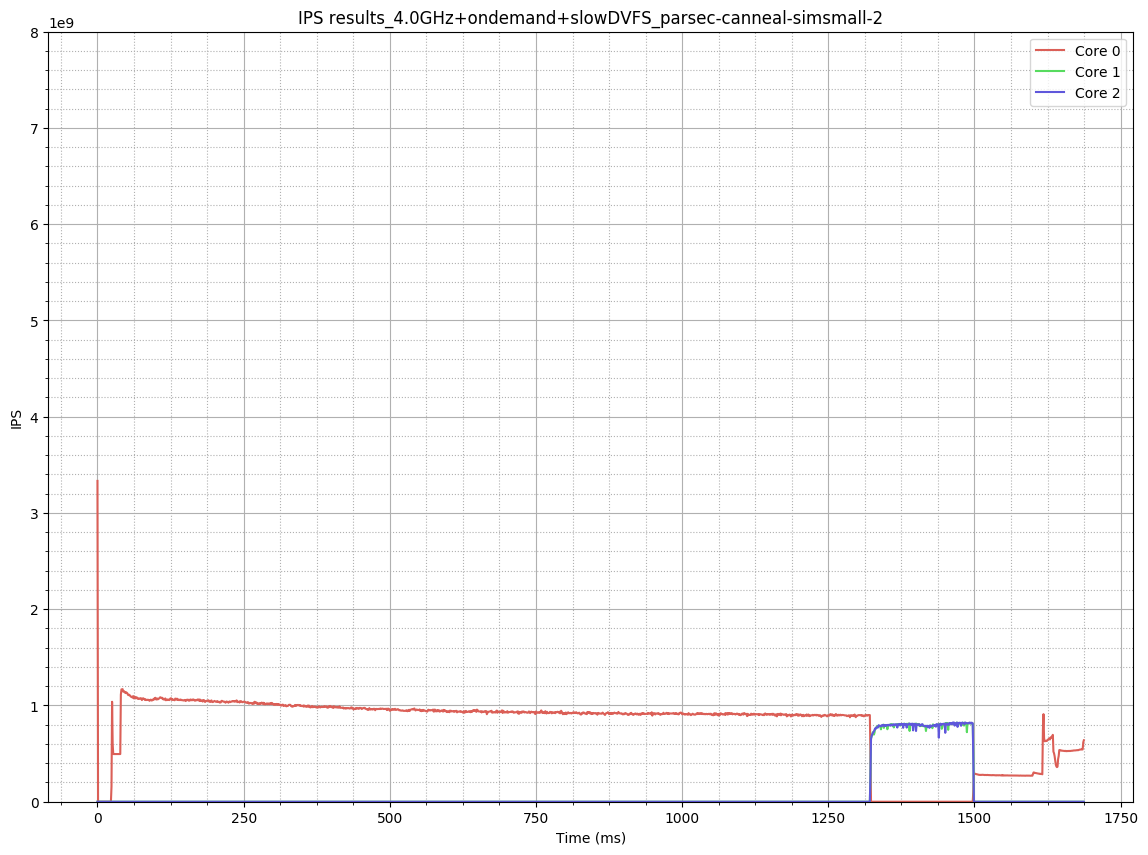 IPS results_4.0GHz+ondemand+slowDVFS_parsec-canneal-simsmall-2
1e9
8
7
6
5
4
3
2
1
0
IPS
Core 0
Core 1
Core 2
0 250 500 750 1000 1250 1500 1750
Time (ms)